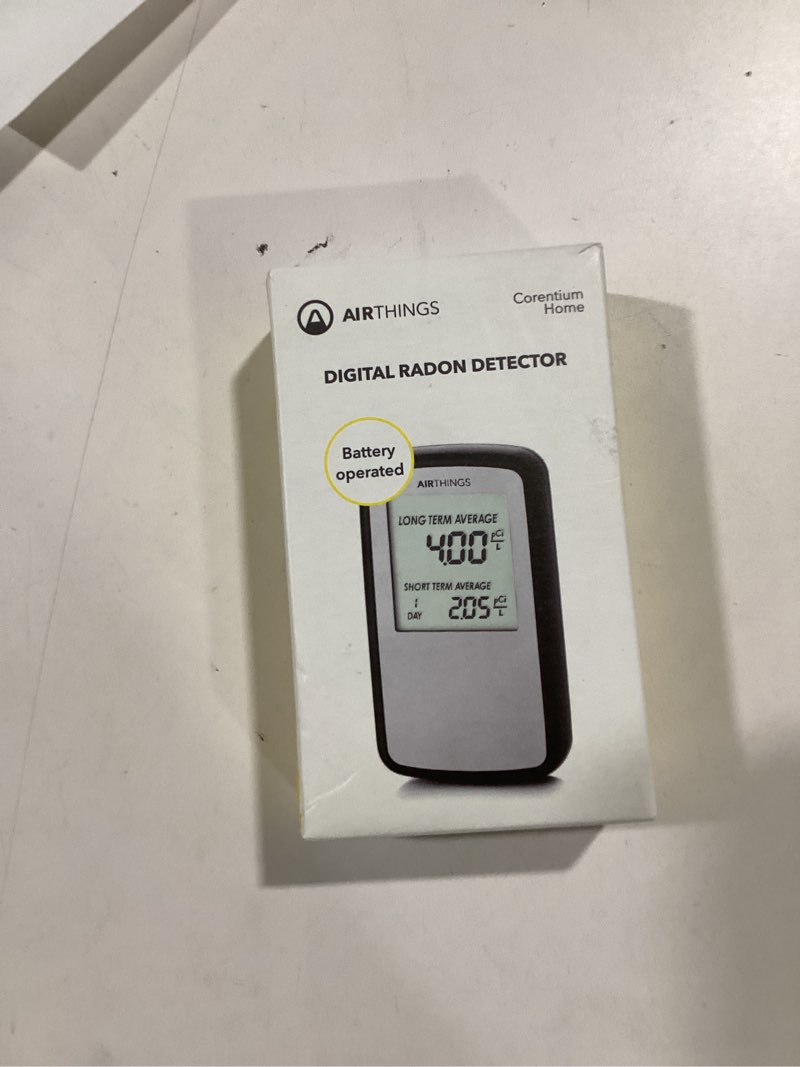 AIRTHINGS
Corentium
Home
DIGITAL RADON DETECTOR
Battery
operated
AIRTHINGS
LONG TERM AVERAGE
4.00 pCi/L
SHORT TERM AVERAGE
1
DAY
2.05 pCi/L